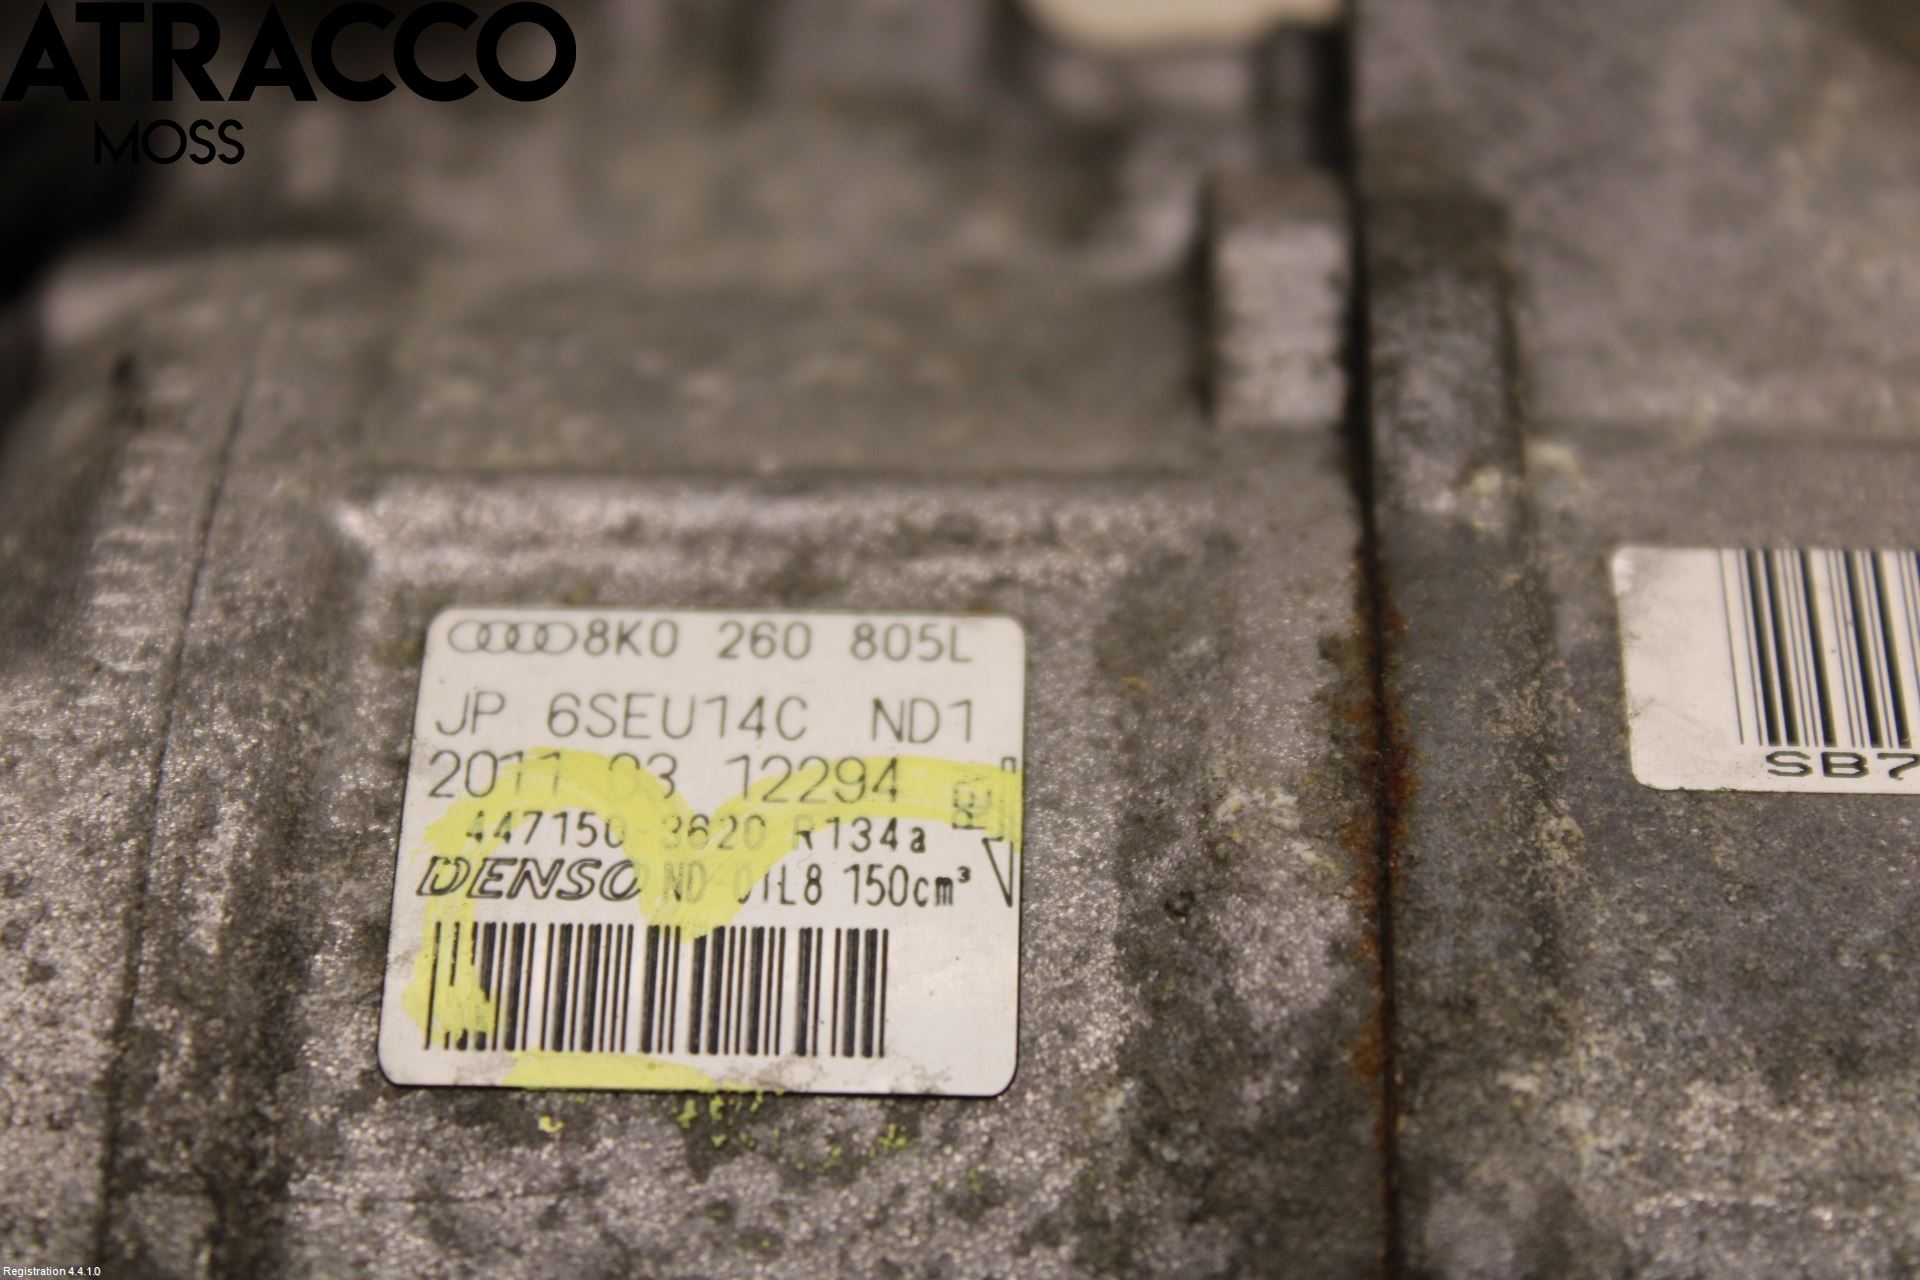 ATRACCO
MOSS
8K0 260 805L
JP 6SEU14C ND1
2011 03 12294
447150-3620 R134a
DENSO ND-OIL8 150cm³
SB7
Registration 4.4.1.0